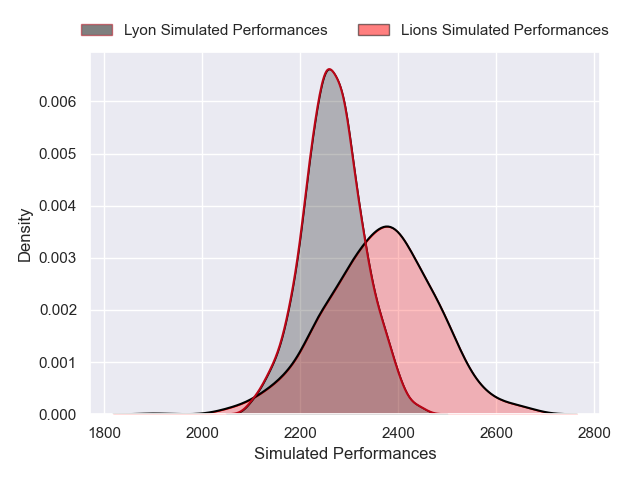 Lyon Simulated Performances
Lions Simulated Performances
0.006
0.005
0.004
0.003
0.002
0.001
0.000
Density
1800 2000 2200 2400 2600 2800
Simulated Performances